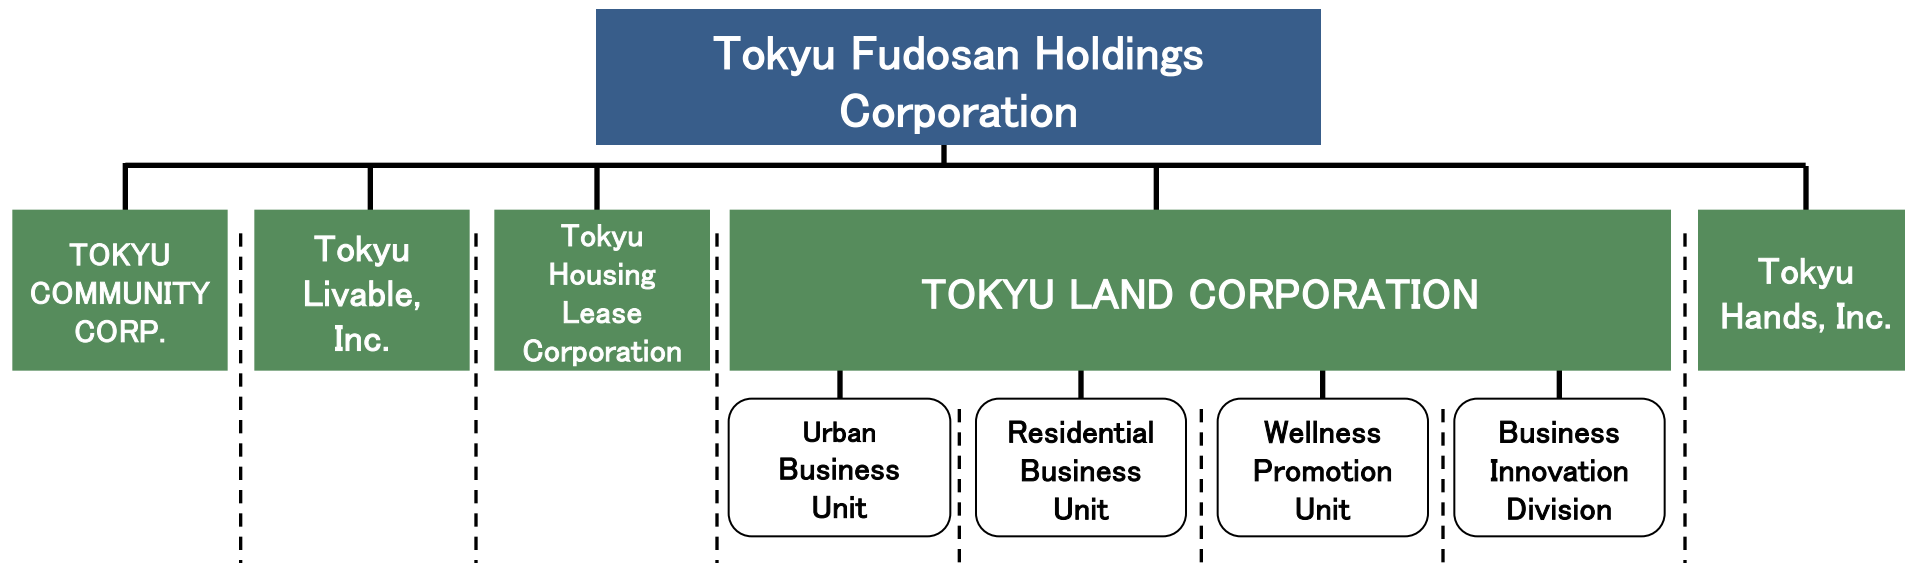 Tokyu Fudosan Holdings
Corporation
TOKYU
COMMUNITY
CORP.
Tokyu
Livable,
Inc.
Tokyu
Housing
Lease
Corporation
TOKYU LAND CORPORATION
Tokyu
Hands, Inc.
Urban
Business
Unit
Residential
Business
Unit
Wellness
Promotion
Unit
Business
Innovation
Division